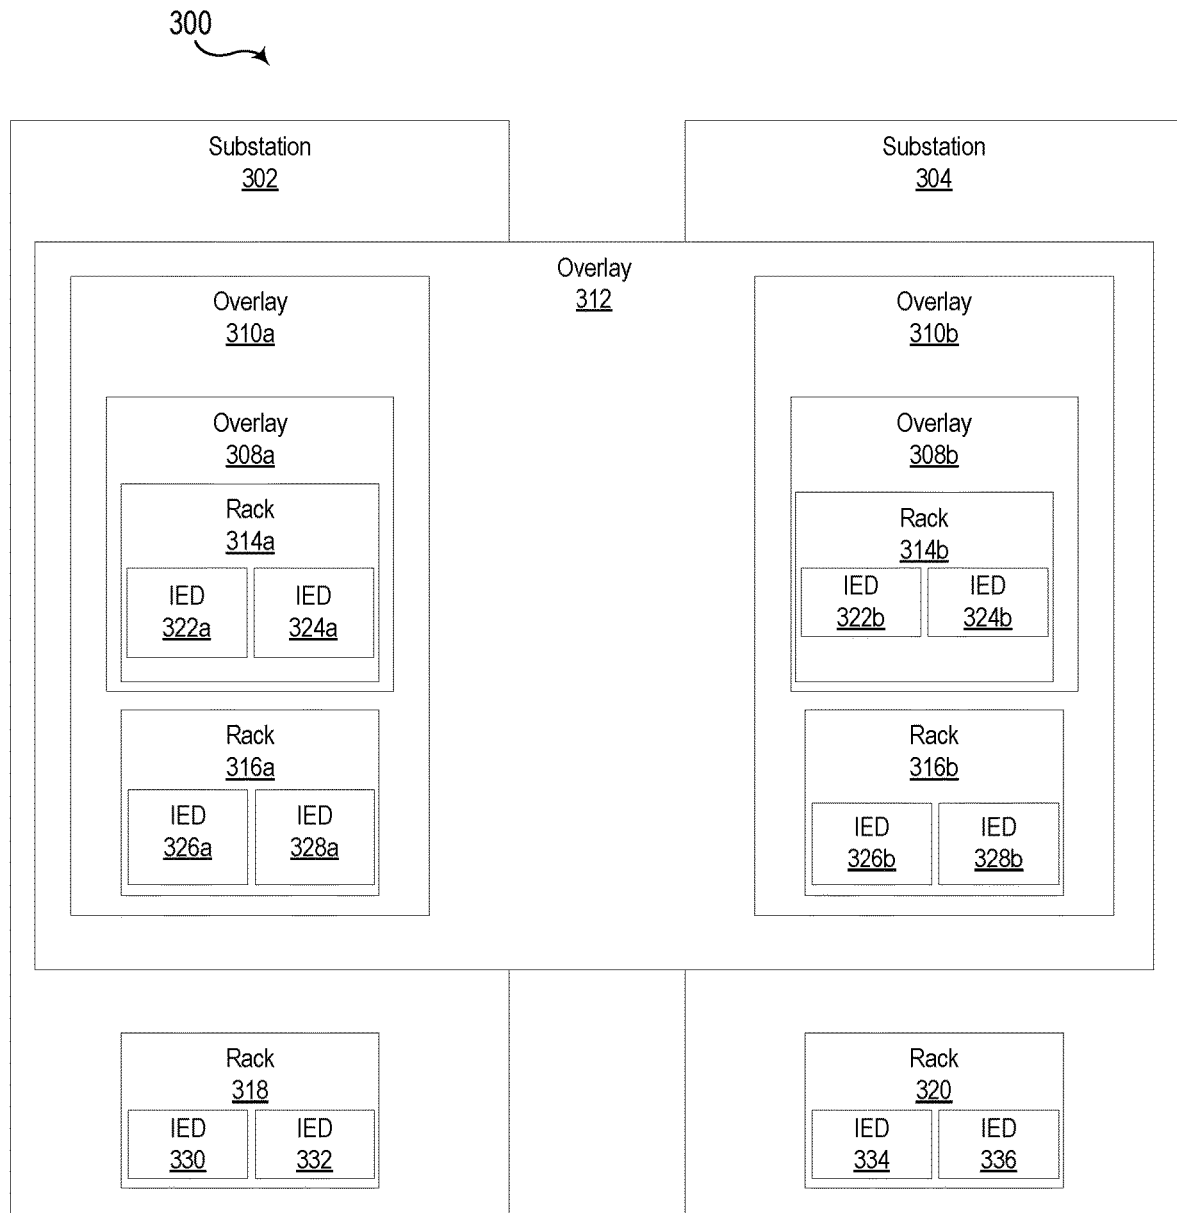 300
Substation
302
Substation
304
Overlay
312
Overlay
310a
Overlay
308a
Rack
314a
IED
322a
IED
324a
Rack
316a
IED
326a
IED
328a
Overlay
310b
Overlay
308b
Rack
314b
IED
322b
IED
324b
Rack
316b
IED
326b
IED
328b
Rack
318
IED
330
IED
332
Rack
320
IED
334
IED
336